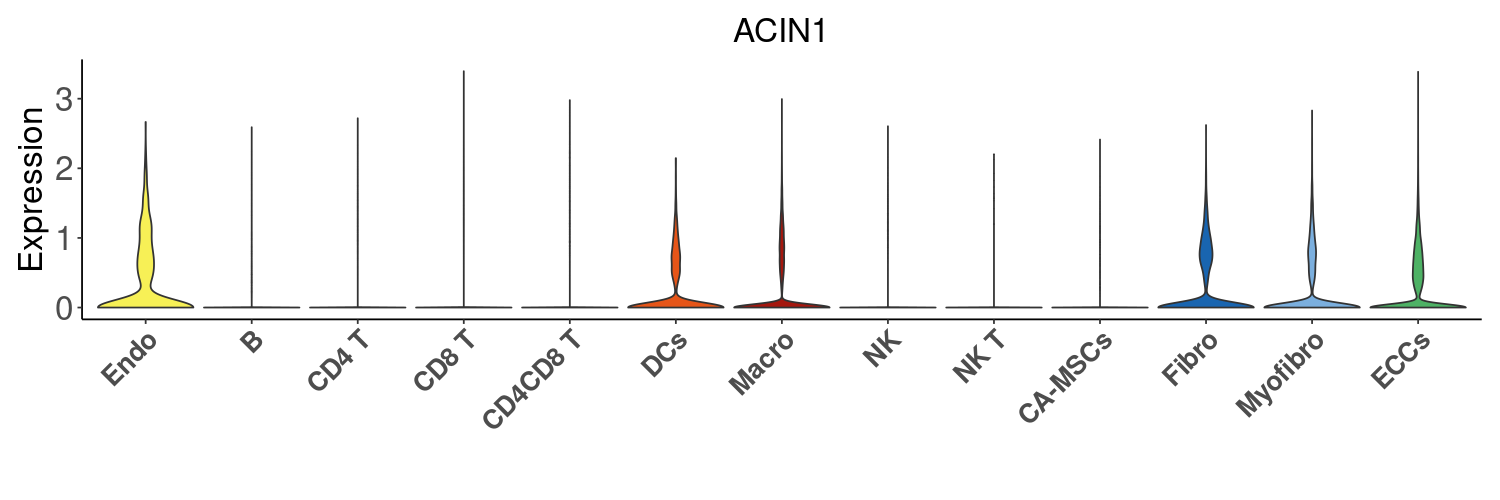 ACIN1
Expression
3
2
1
0
Endo
B
CD4 T
CD8 T
CD4CD8 T
DCs
Macro
NK
NK T
CA-MSCs
Fibro
Myofibro
ECCs